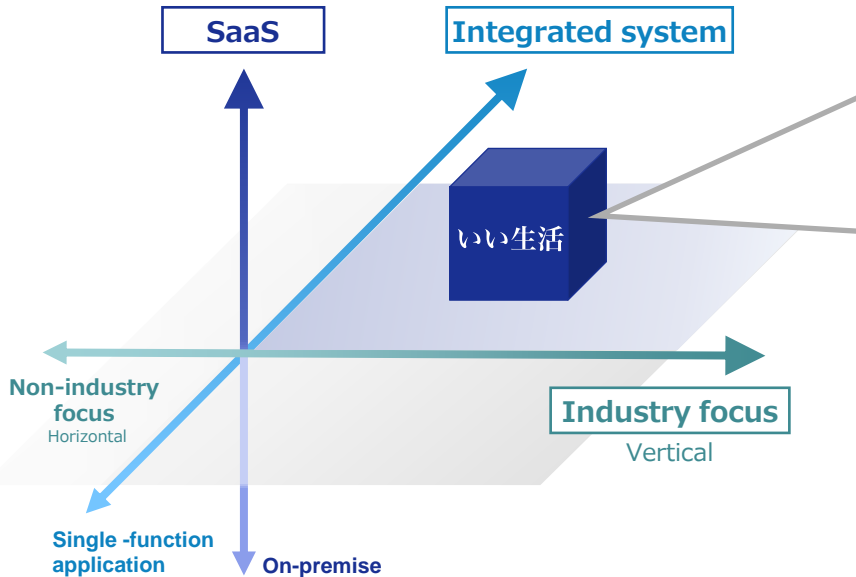 SaaS
Integrated system
いい生活
Non-industry
focus
Horizontal
Industry focus
Vertical
Single -function
application
On-premise